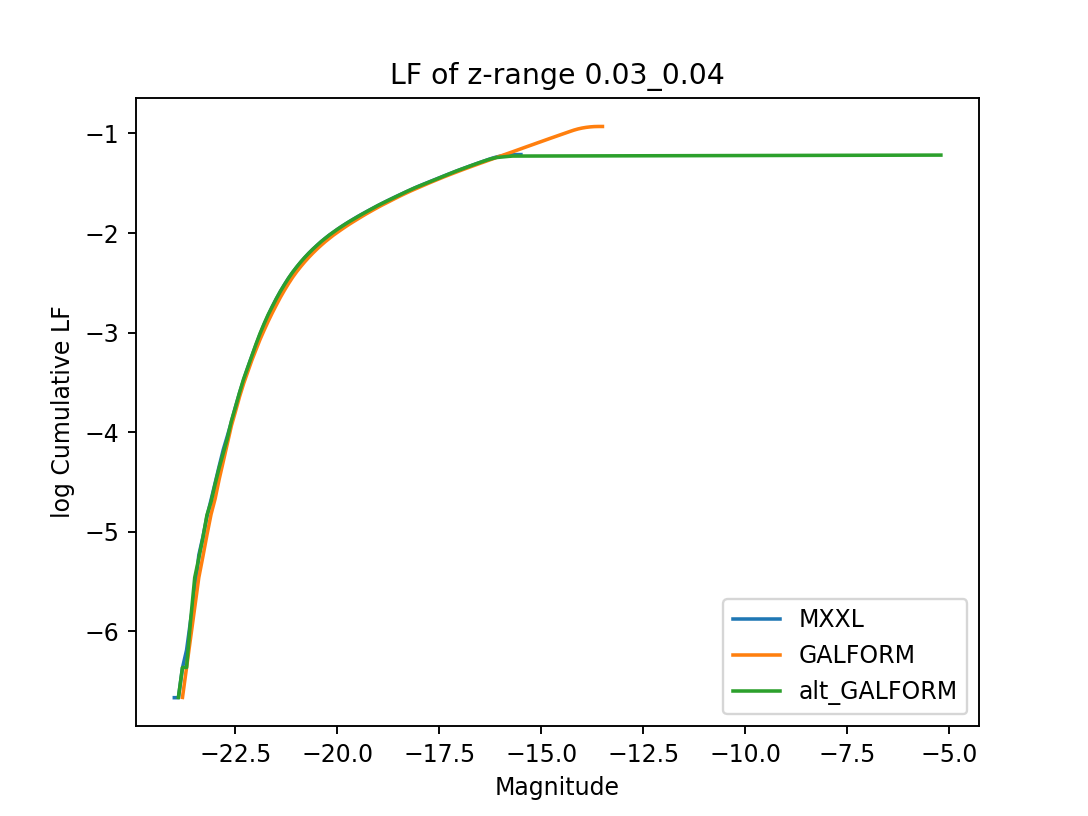 LF of z-range 0.03_0.04
log Cumulative LF
−1
−2
−3
−4
−5
−6
−22.5 −20.0 −17.5 −15.0 −12.5 −10.0 −7.5 −5.0
Magnitude
MXXL
GALFORM
alt_GALFORM